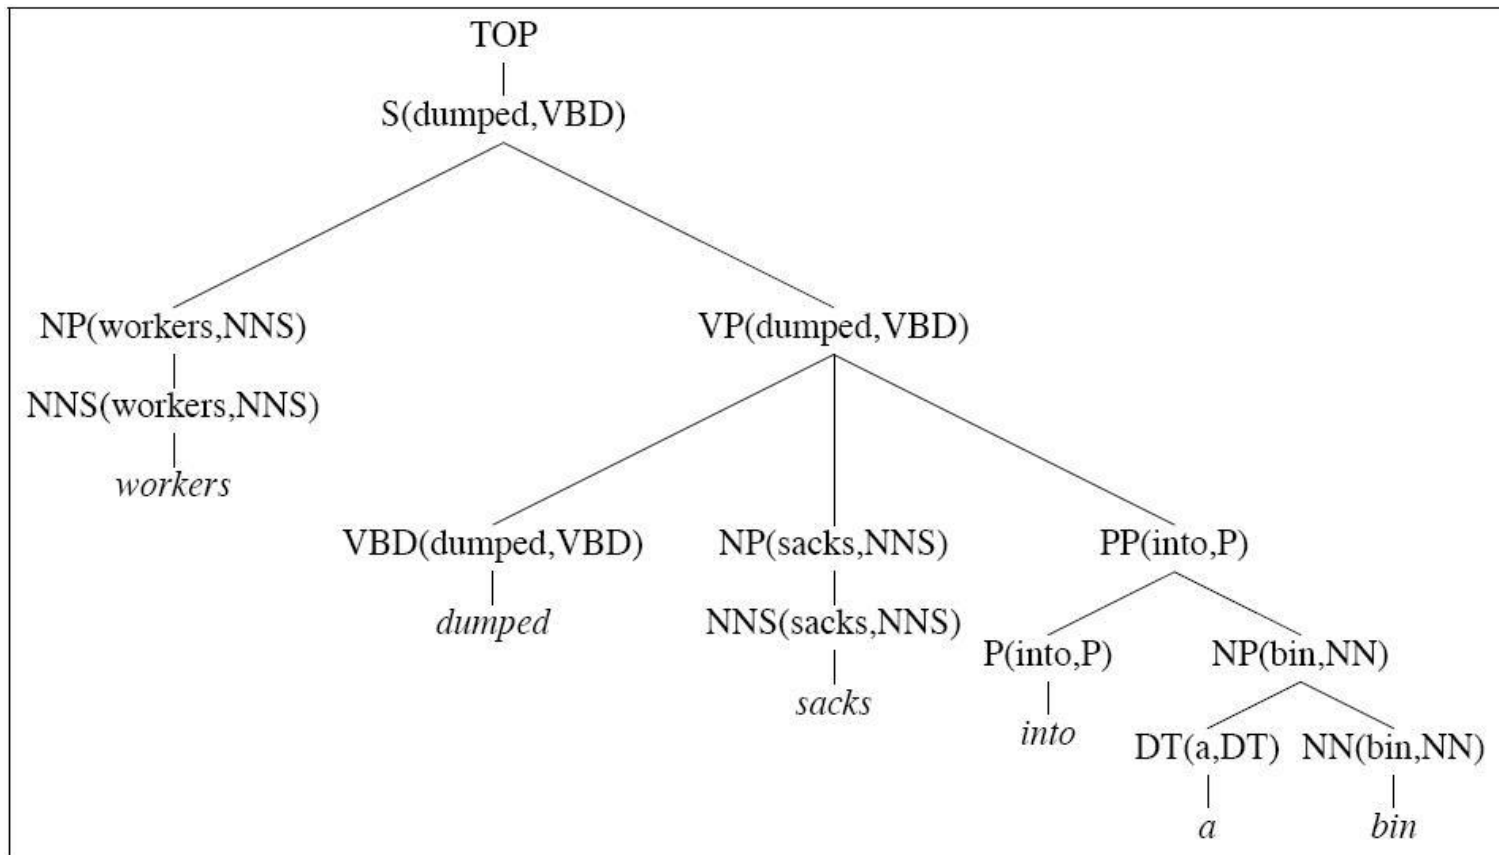 TOP
S(dumped,VBD)
NP(workers,NNS) VP(dumped,VBD)
NNS(workers,NNS)
workers
VBD(dumped,VBD) NP(sacks,NNS) PP(into,P)
dumped NNS(sacks,NNS)
P(into,P) NP(bin,NN)
sacks
into
DT(a,DT) NN(bin,NN)
a bin